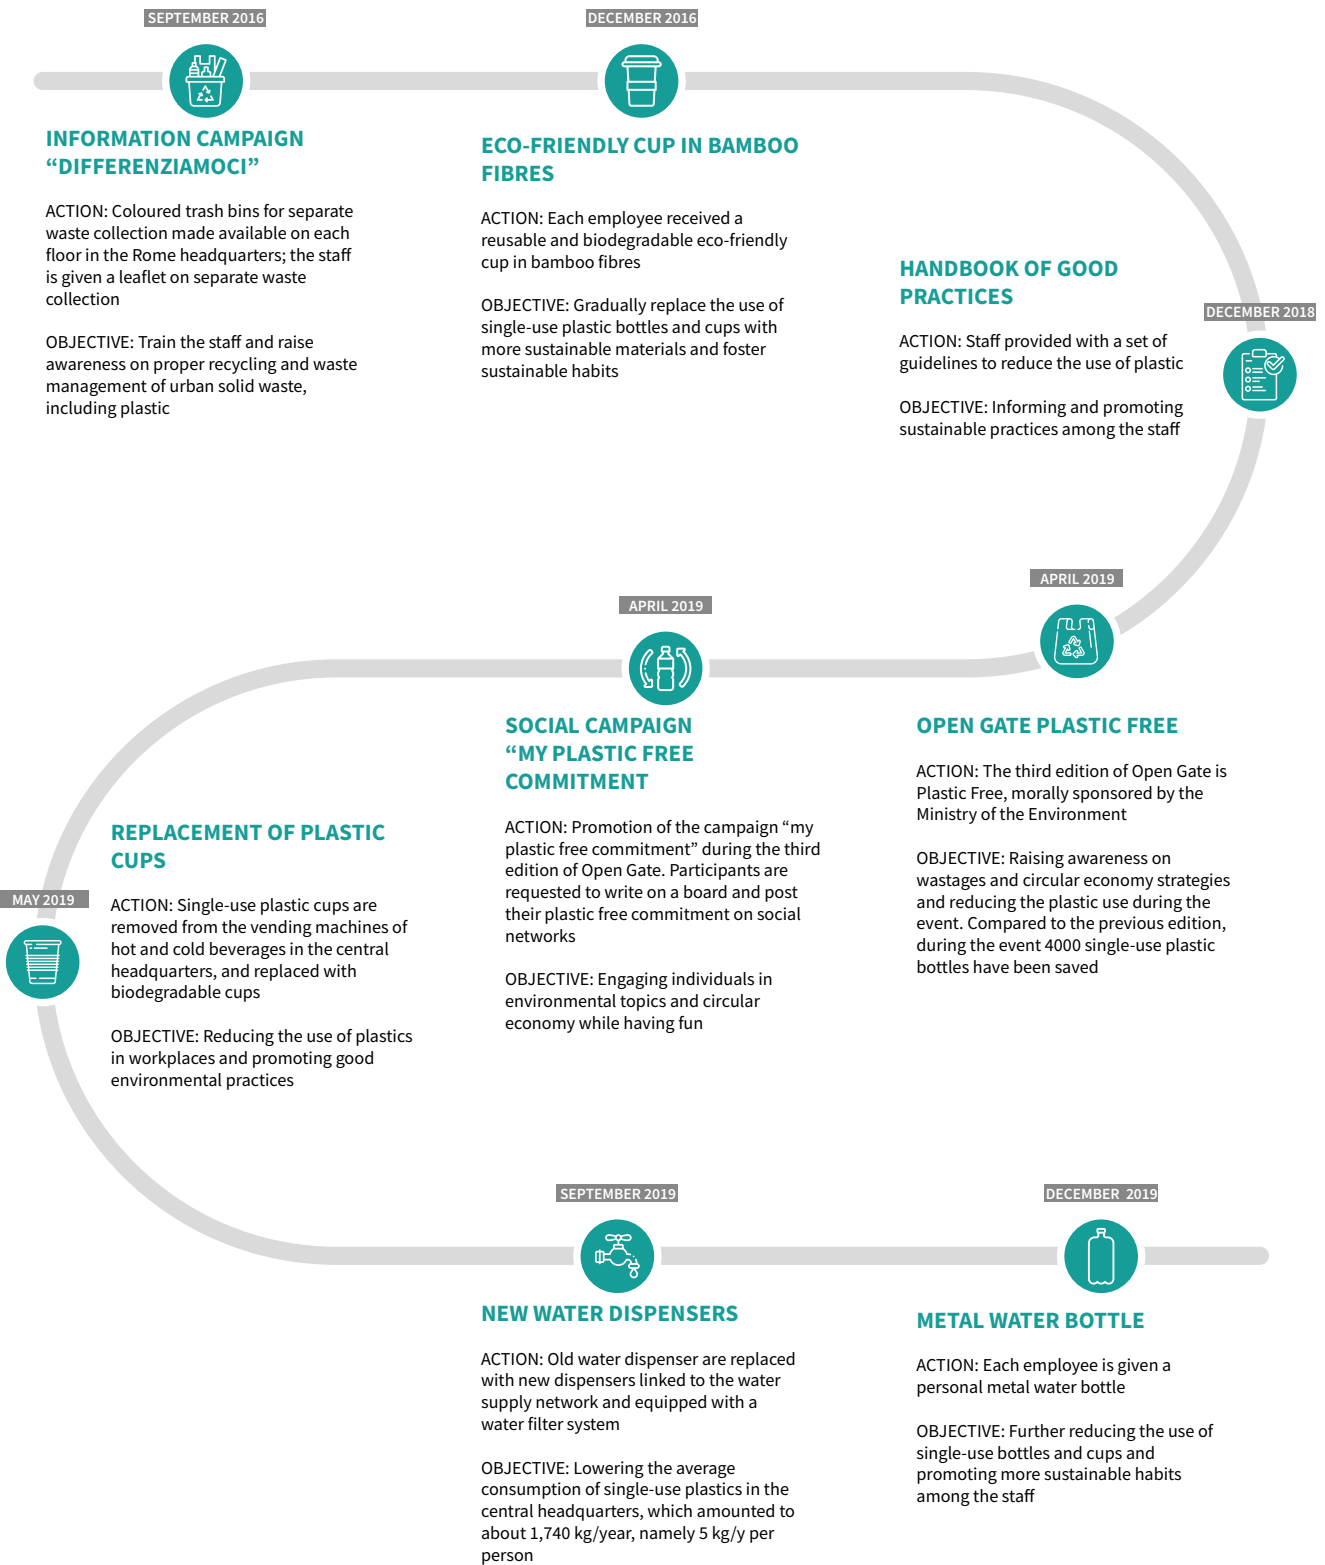 SEPTEMBER 2016
INFORMATION CAMPAIGN
“DIFFERENZIAMOCI”
ACTION: Coloured trash bins for separate
waste collection made available on each
floor in the Rome headquarters; the staff
is given a leaflet on separate waste
collection
OBJECTIVE: Train the staff and raise
awareness on proper recycling and waste
management of urban solid waste,
including plastic
DECEMBER 2016
ECO-FRIENDLY CUP IN BAMBOO
FIBRES
ACTION: Each employee received a
reusable and biodegradable eco-friendly
cup in bamboo fibres
OBJECTIVE: Gradually replace the use of
single-use plastic bottles and cups with
more sustainable materials and foster
sustainable habits
DECEMBER 2018
HANDBOOK OF GOOD
PRACTICES
ACTION: Staff provided with a set of
guidelines to reduce the use of plastic
OBJECTIVE: Informing and promoting
sustainable practices among the staff
APRIL 2019
OPEN GATE PLASTIC FREE
ACTION: The third edition of Open Gate is
Plastic Free, morally sponsored by the
Ministry of the Environment
OBJECTIVE: Raising awareness on
wastages and circular economy strategies
and reducing the plastic use during the
event. Compared to the previous edition,
during the event 4000 single-use plastic
bottles have been saved
APRIL 2019
SOCIAL CAMPAIGN
“MY PLASTIC FREE
COMMITMENT
ACTION: Promotion of the campaign “my
plastic free commitment” during the third
edition of Open Gate. Participants are
requested to write on a board and post
their plastic free commitment on social
networks
OBJECTIVE: Engaging individuals in
environmental topics and circular
economy while having fun
MAY 2019
REPLACEMENT OF PLASTIC
CUPS
ACTION: Single-use plastic cups are
removed from the vending machines of
hot and cold beverages in the central
headquarters, and replaced with
biodegradable cups
OBJECTIVE: Reducing the use of plastics
in workplaces and promoting good
environmental practices
SEPTEMBER 2019
NEW WATER DISPENSERS
ACTION: Old water dispenser are replaced
with new dispensers linked to the water
supply network and equipped with a
water filter system
OBJECTIVE: Lowering the average
consumption of single-use plastics in the
central headquarters, which amounted to
about 1,740 kg/year, namely 5 kg/y per
person
DECEMBER 2019
METAL WATER BOTTLE
ACTION: Each employee is given a
personal metal water bottle
OBJECTIVE: Further reducing the use of
single-use bottles and cups and
promoting more sustainable habits
among the staff